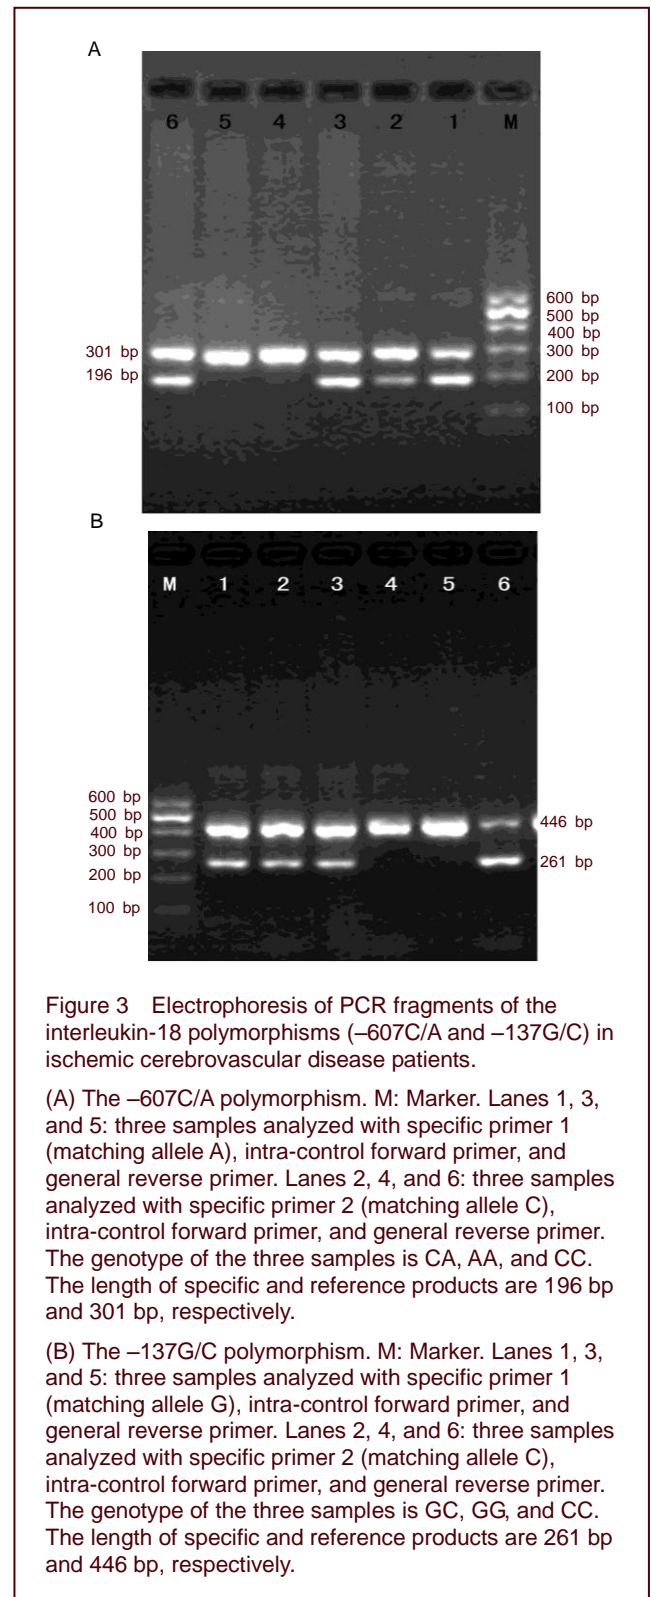 A
6 5 4 3 2 1 M
600 bp
500 bp
400 bp
301 bp
300 bp
196 bp
200 bp
100 bp
B
M 1 2 3 4 5 6
600 bp
500 bp
446 bp
400 bp
300 bp
261 bp
200 bp
100 bp
Figure 3 Electrophoresis of PCR fragments of the
interleukin-18 polymorphisms (–607C/A and –137G/C) in
ischemic cerebrovascular disease patients.
(A) The –607C/A polymorphism. M: Marker. Lanes 1, 3,
and 5: three samples analyzed with specific primer 1
(matching allele A), intra-control forward primer, and
general reverse primer. Lanes 2, 4, and 6: three samples
analyzed with specific primer 2 (matching allele C),
intra-control forward primer, and general reverse primer.
The genotype of the three samples is CA, AA, and CC.
The length of specific and reference products are 196 bp
and 301 bp, respectively.
(B) The –137G/C polymorphism. M: Marker. Lanes 1, 3,
and 5: three samples analyzed with specific primer 1
(matching allele G), intra-control forward primer, and
general reverse primer. Lanes 2, 4, and 6: three samples
analyzed with specific primer 2 (matching allele C),
intra-control forward primer, and general reverse primer.
The genotype of the three samples is GC, GG, and CC.
The length of specific and reference products are 261 bp
and 446 bp, respectively.